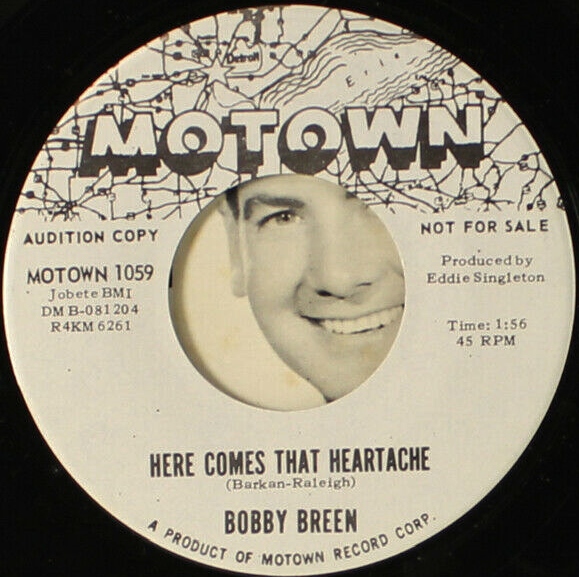 Detroit
Erie
MOTOWN
AUDITION COPY
NOT FOR SALE
MOTOWN 1059
Jobete BMI
DM B-081204
R4KM 6261
Produced by
Eddie Singleton
Time: 1:56
45 RPM
HERE COMES THAT HEARTACHE
(Barkan-Raleigh)
BOBBY BREEN
A PRODUCT OF MOTOWN RECORD CORP.